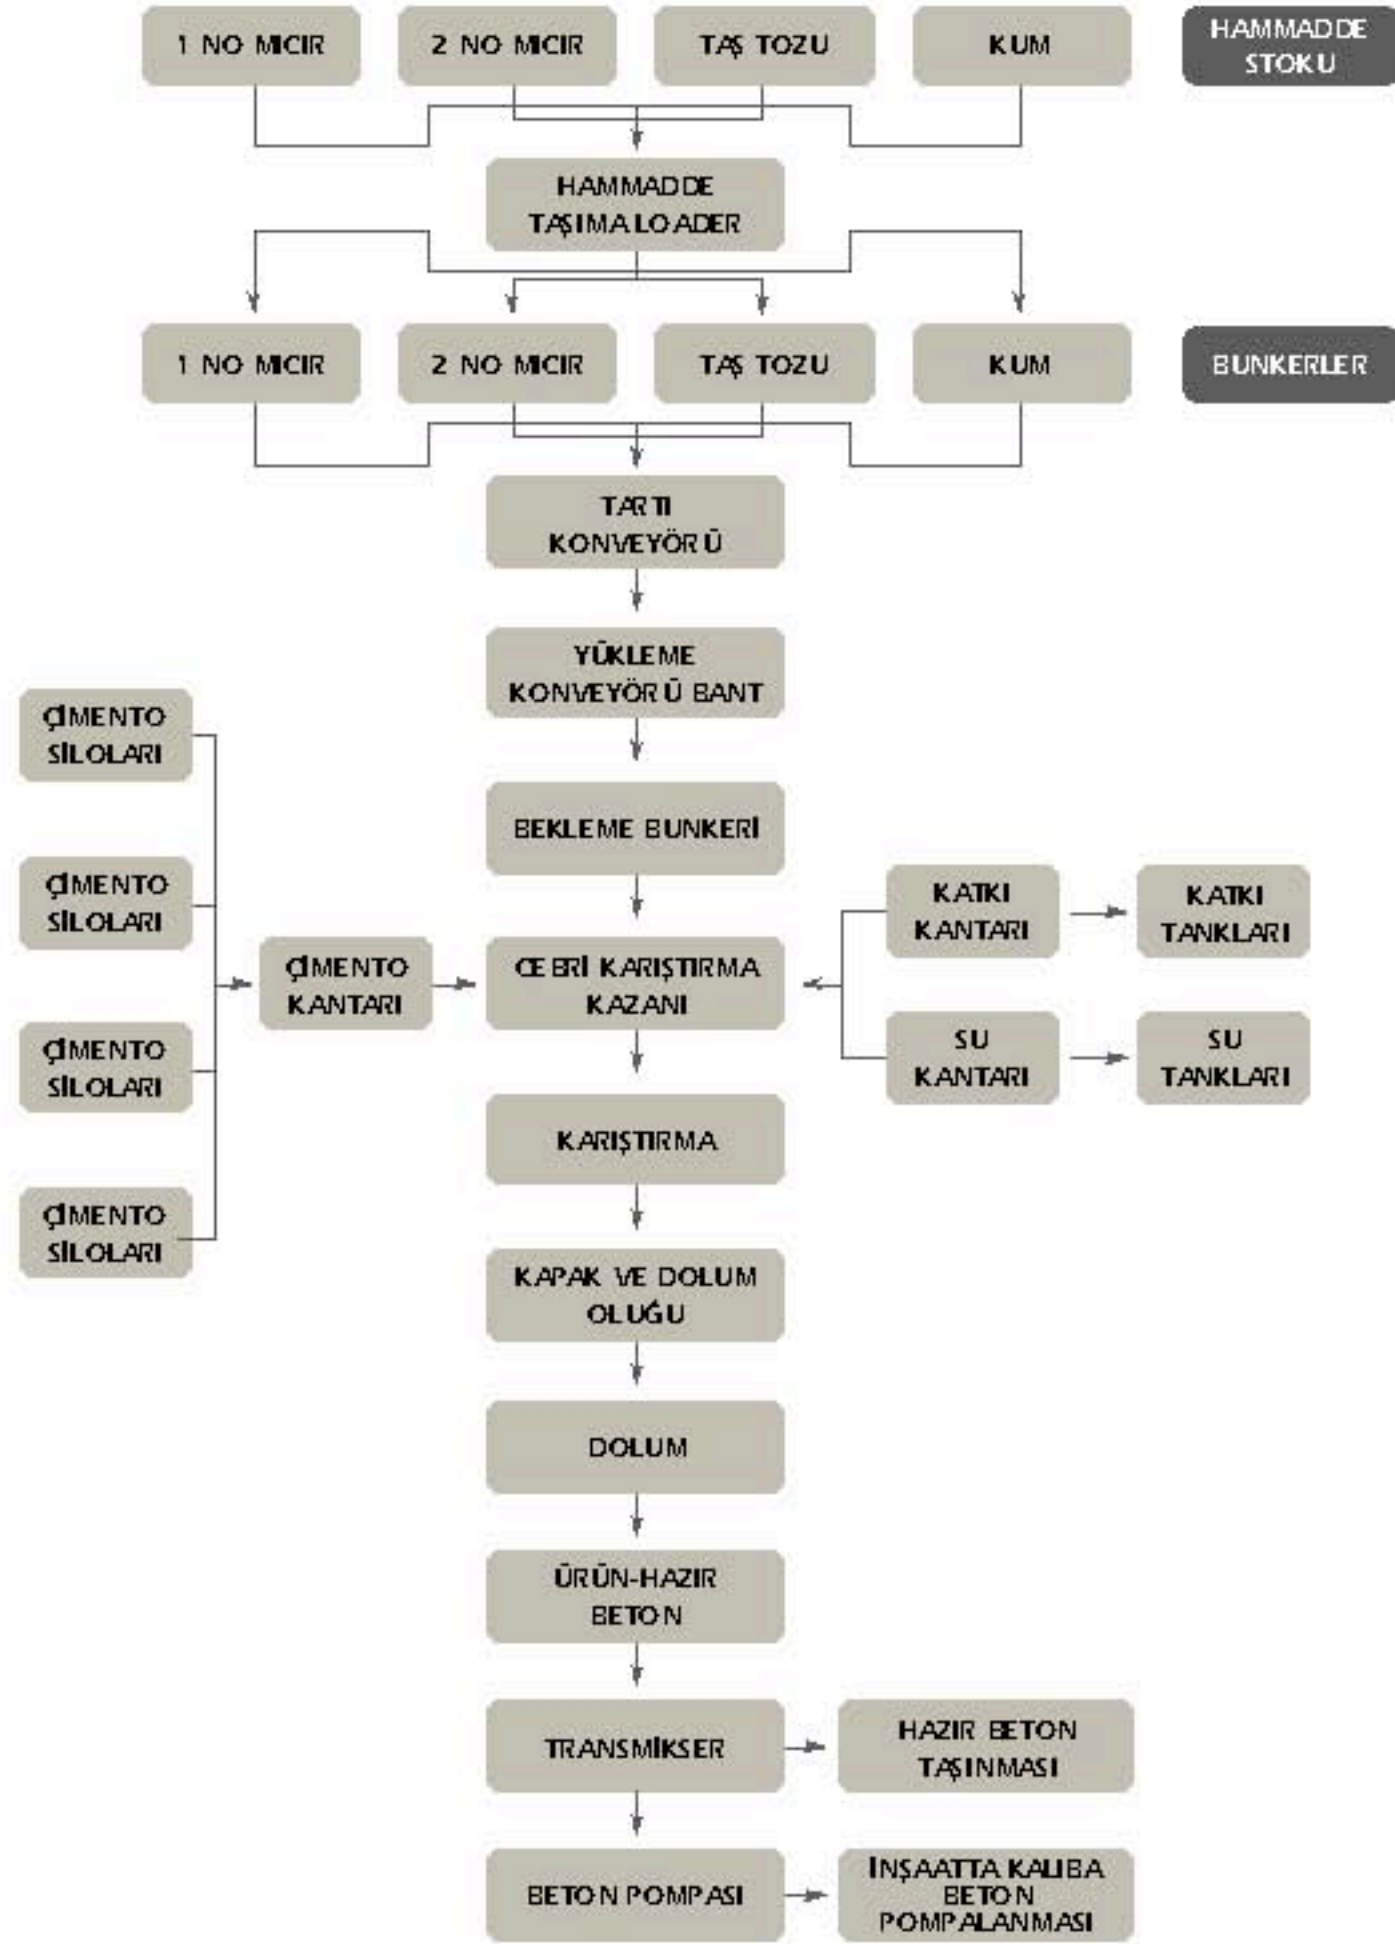 1 NO MICIR
2 NO MICIR
TAŞ TOZU
KUM
HAMMADDE
STOKU
HAMMADDE
TAŞIMA LOADER
1 NO MICIR
2 NO MICIR
TAŞ TOZU
KUM
BUNKERLER
TARTI
KONVEYÖRÜ
YÜKLEME
KONVEYÖRÜ BANT
ÇİMENTO
SİLOLARI
BEKLEME BUNKERİ
ÇİMENTO
SİLOLARI
KATKI
KANTARI
KATKI
TANKLARI
ÇİMENTO
KANTARI
CEBRİ KARIŞTIRMA
KAZANI
ÇİMENTO
SİLOLARI
SU
KANTARI
SU
TANKLARI
KARIŞTIRMA
ÇİMENTO
SİLOLARI
KAPAK VE DOLUM
OLUĞU
DOLUM
ÜRÜN-HAZIR
BETON
TRANSMİKSER
HAZIR BETON
TAŞINMASI
BETON POMPASI
İNŞAATTA KALIBA
BETON
POMPALANMASI